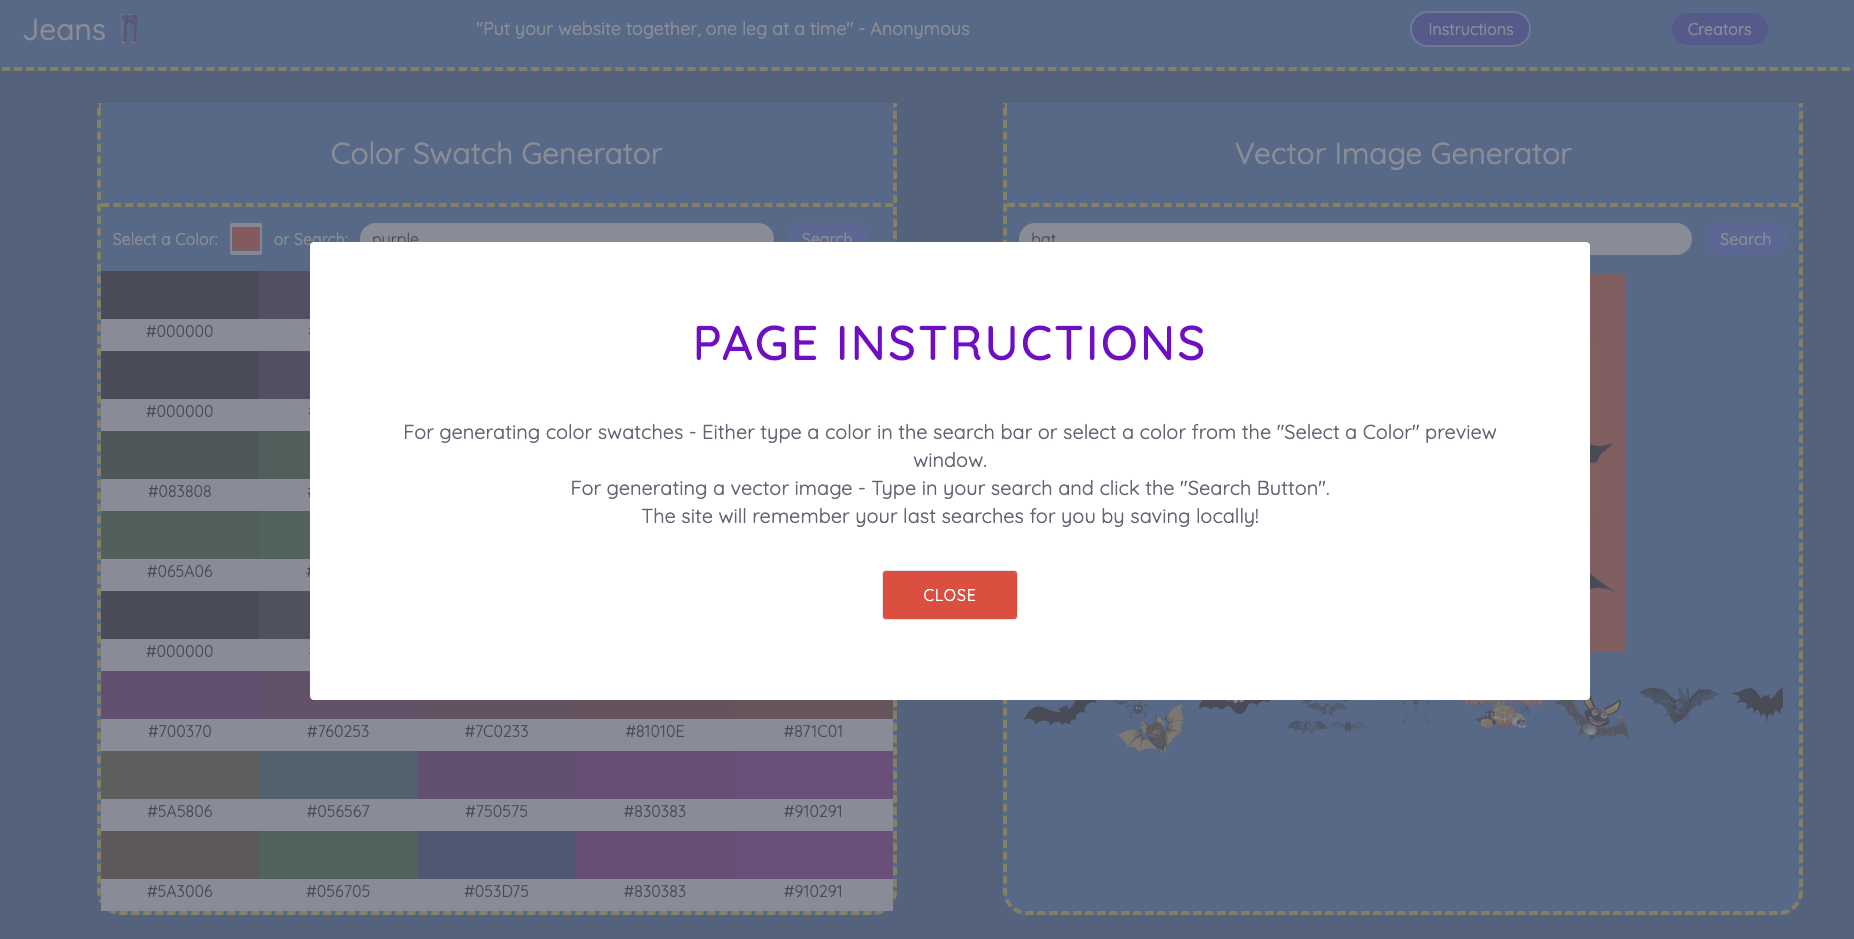 Jeans
"Put your website together, one leg at a time" - Anonymous
Instructions
Creators
Color Swatch Generator
Vector Image Generator
Select a Color:
or Search:
purple
Search
bat
Search
PAGE INSTRUCTIONS
For generating color swatches - Either type a color in the search bar or select a color from the "Select a Color" preview
window.
For generating a vector image - Type in your search and click the "Search Button".
The site will remember your last searches for you by saving locally!
CLOSE
#000000
#000000
#083808
#065A06
#000000
#700370 #760253 #7C0233 #81010E #871C01
#5A5806 #056567 #750575 #830383 #910291
#5A3006 #056705 #053D75 #830383 #910291